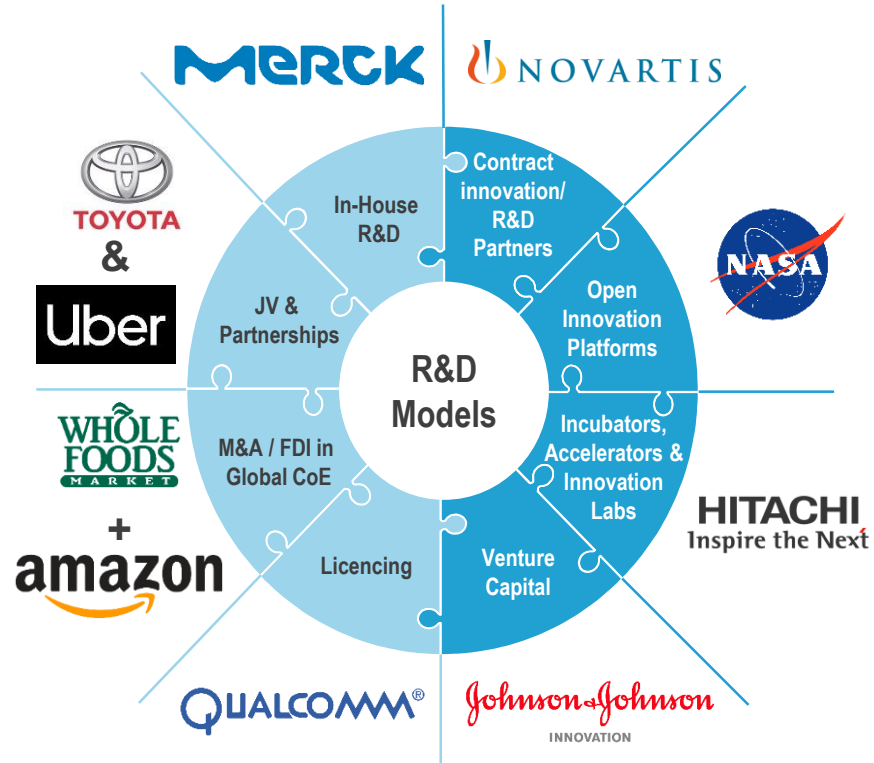 MERCK
NOVARTIS
TOYOTA
&
Uber
In-House
R&D
Contract
innovation/
R&D
Partners
NASA
JV &
Partnerships
Open
Innovation
Platforms
R&D
Models
WHOLE
FOODS
MARKET
+
amazon
M&A / FDI in
Global CoE
Incubators,
Accelerators &
Innovation
Labs
HITACHI
Inspire the Next
Licencing
Venture
Capital
QUALCOMM®
Johnson & Johnson
INNOVATION